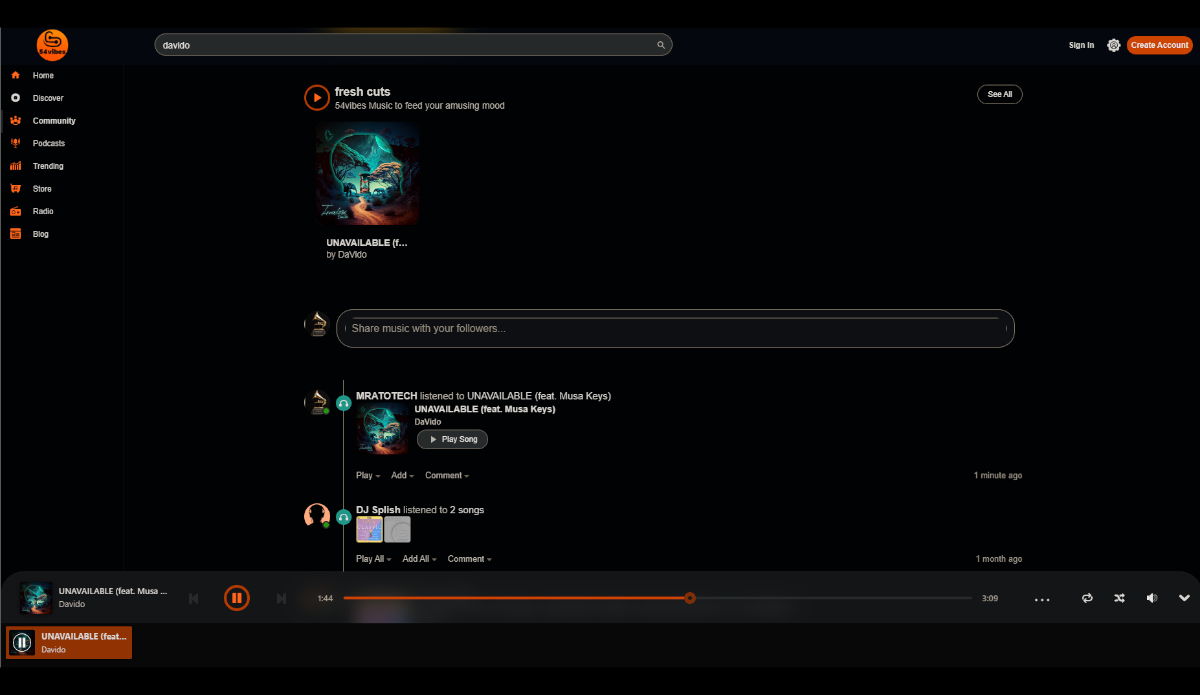 54vibes
davido
Sign In
Create Account
Home
Discover
Community
Podcasts
Trending
Store
Radio
Blog
fresh cuts
54vibes Music to feed your amusing mood
See All
Timeless
Davido
UNAVAILABLE (f...
by DaVido
Share music with your followers...
MRATOTECH listened to UNAVAILABLE (feat. Musa Keys)
UNAVAILABLE (feat. Musa Keys)
DaVido
Play Song
Play
Add
Comment
1 minute ago
DJ Splish listened to 2 songs
Play All
Add All
Comment
1 month ago
UNAVAILABLE (feat. Musa ...
Davido
1:44
3:09
UNAVAILABLE (feat...
Davido